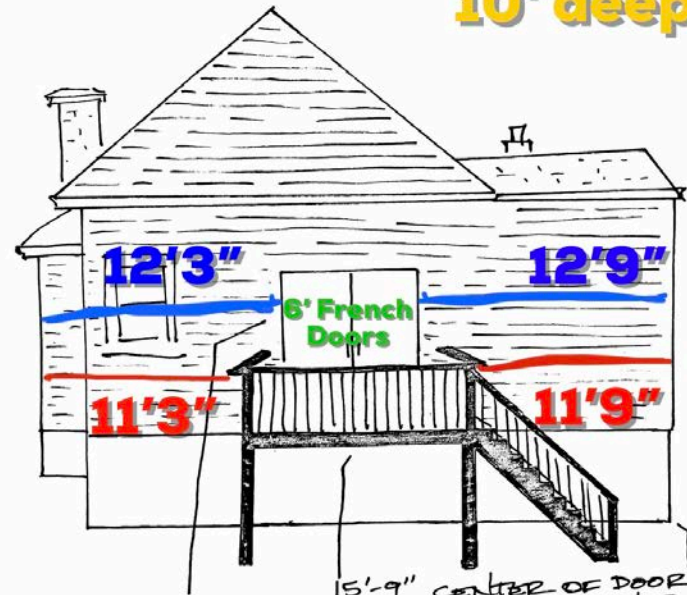 10' deep
12'3"
12'9"
6' French
Doors
11'3"
11'9"
15'-9" CENTER OF DOOR